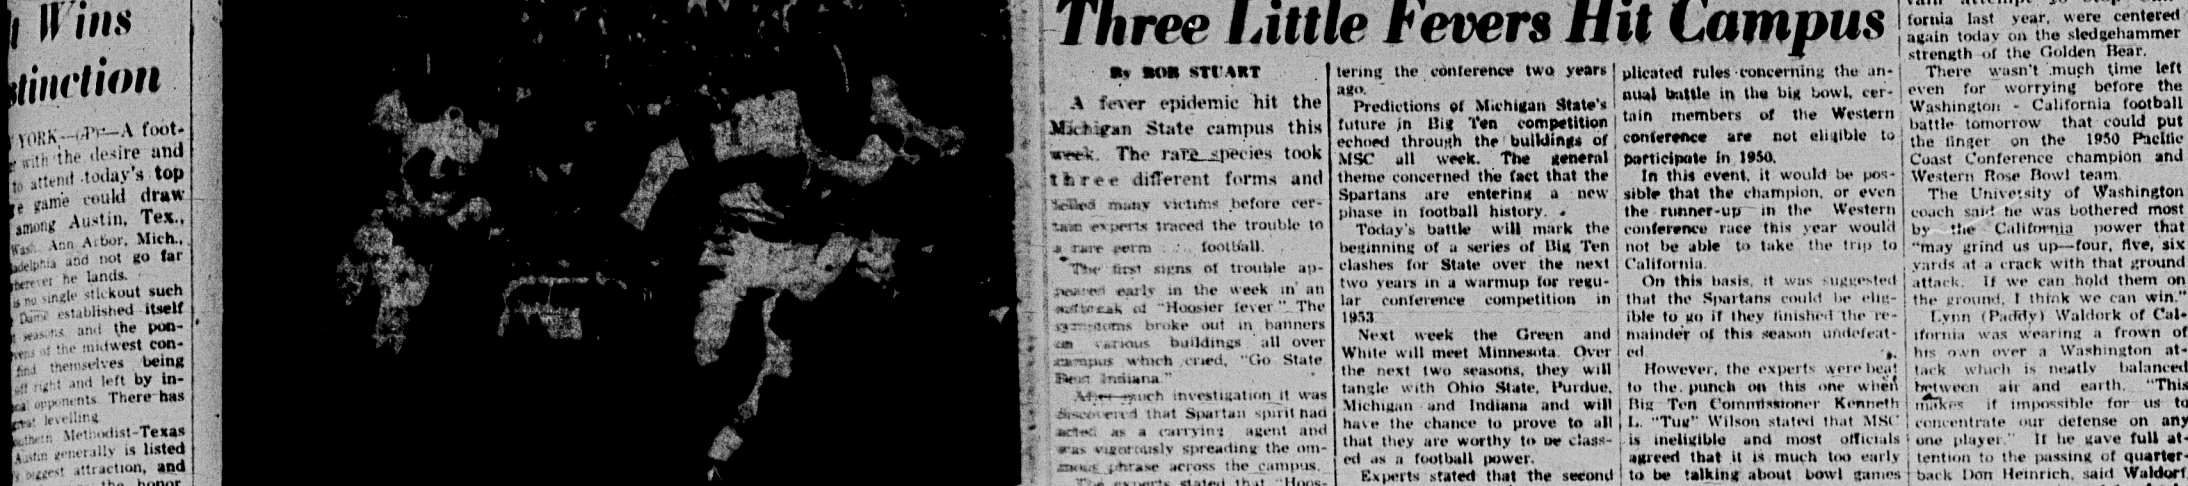 Wins
stinction
YORK—(AP)—A foot-
with the desire and
to attend today's top
game could draw
among Austin, Tex.,
Wash., Ann Arbor, Mich.,
adelphia and not go far
wherever he lands.
is no single stickout such
Dame established itself
seasons, and the pon-
of the midwest con-
find themselves being
off right and left by in-
opponents. There has
great levelling
Methodist-Texas
Austin generally is listed
biggest attraction, and
the honor
Three Little Fevers Hit Campus
By BOB STUART
A fever epidemic hit the
Michigan State campus this
week. The rare species took
three different forms and
felled many victims before cer-
tain experts traced the trouble to
a rare germ . . . football.
The first signs of trouble ap-
peared early in the week in an
outbreak of "Hoosier fever." The
symptoms broke out in banners
on various buildings all over
campus which cried, "Go State
Beat Indiana."
After much investigation it was
discovered that Spartan spirit had
acted as a carrying agent and
was vigorously spreading the om-
inous phrase across the campus.
The experts stated that "Hoos-
tering the conference two years
ago.
Predictions of Michigan State's
future in Big Ten competition
echoed through the buildings of
MSC all week. The general
theme concerned the fact that the
Spartans are entering a new
phase in football history.
Today's battle will mark the
beginning of a series of Big Ten
clashes for State over the next
two years in a warmup for regu-
lar conference competition in
1953
Next week the Green and
White will meet Minnesota. Over
the next two seasons, they will
tangle with Ohio State, Purdue,
Michigan and Indiana and will
have the chance to prove to all
that they are worthy to be class-
ed as a football power.
Experts stated that the second
plicated rules concerning the an-
nual battle in the big bowl, cer-
tain members of the Western
conference are not eligible to
participate in 1950.
In this event, it would be pos-
sible that the champion, or even
the runner-up in the Western
conference race this year would
not be able to take the trip to
California.
On this basis, it was suggested
that the Spartans could be elig-
ible to go if they finished the re-
mainder of this season undefeat-
ed.
However, the experts were beat
to the punch on this one when
Big Ten Commissioner Kenneth
L. "Tug" Wilson stated that MSC
is ineligible and most officials
agreed that it is much too early
to be talking about bowl games
fornia last year, were centered
again today on the sledgehammer
strength of the Golden Bear.
There wasn't much time left
even for worrying before the
Washington - California football
battle tomorrow that could put
the finger on the 1950 Pacific
Coast Conference champion and
Western Rose Bowl team.
The University of Washington
coach said he was bothered most
by the California power that
"may grind us up—four, five, six
yards at a crack with that ground
attack. If we can hold them on
the ground, I think we can win."
Lynn (Paddy) Waldork of Cal-
ifornia was wearing a frown of
his own over a Washington at-
tack which is neatly balanced
between air and earth. "This
makes it impossible for us to
concentrate our defense on any
one player." If he gave full at-
tention to the passing of quarter-
back Don Heinrich, said Waldorf